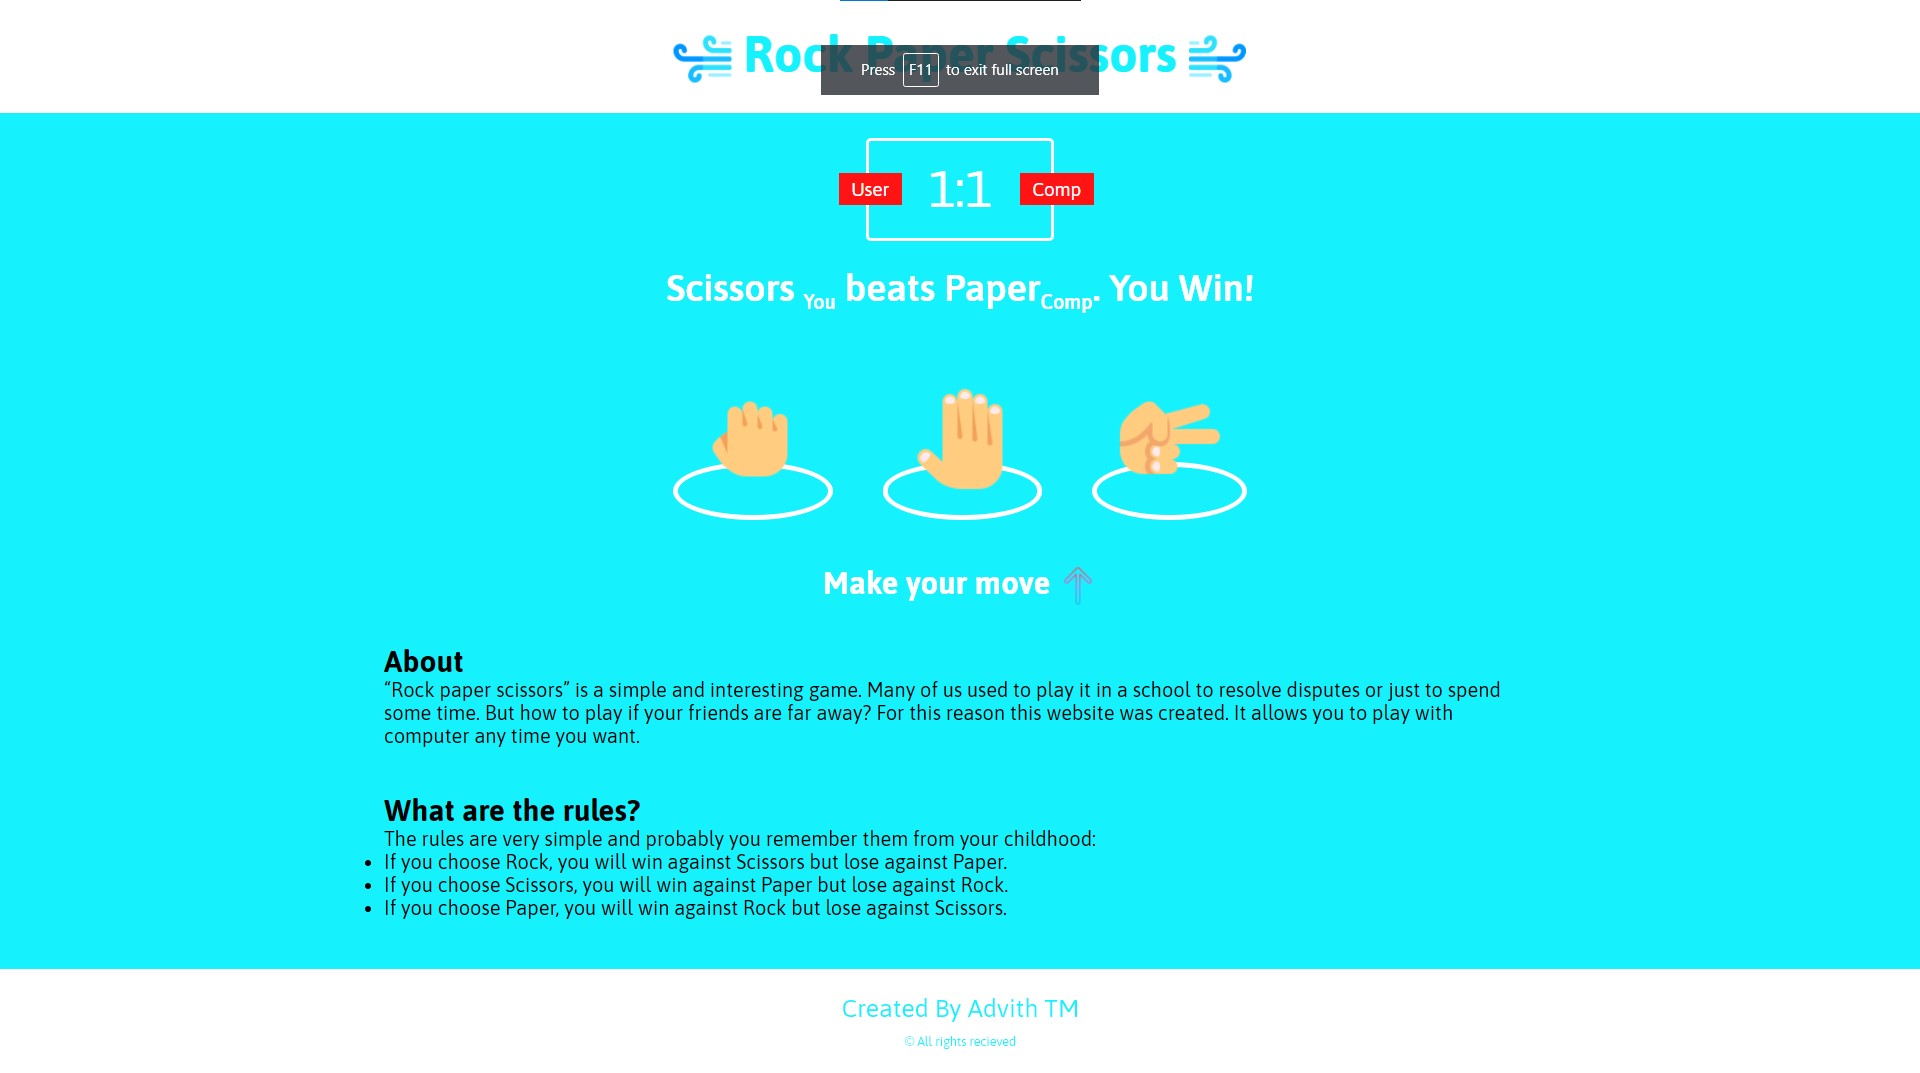 Rock Paper Scissors
Press F11 to exit full screen
User 1:1 Comp
Scissors You beats PaperComp. You Win!
Make your move
About
“Rock paper scissors” is a simple and interesting game. Many of us used to play it in a school to resolve disputes or just to spend
some time. But how to play if your friends are far away? For this reason this website was created. It allows you to play with
computer any time you want.
What are the rules?
The rules are very simple and probably you remember them from your childhood:
• If you choose Rock, you will win against Scissors but lose against Paper.
• If you choose Scissors, you will win against Paper but lose against Rock.
• If you choose Paper, you will win against Rock but lose against Scissors.
Created By Advith TM
© All rights recieved